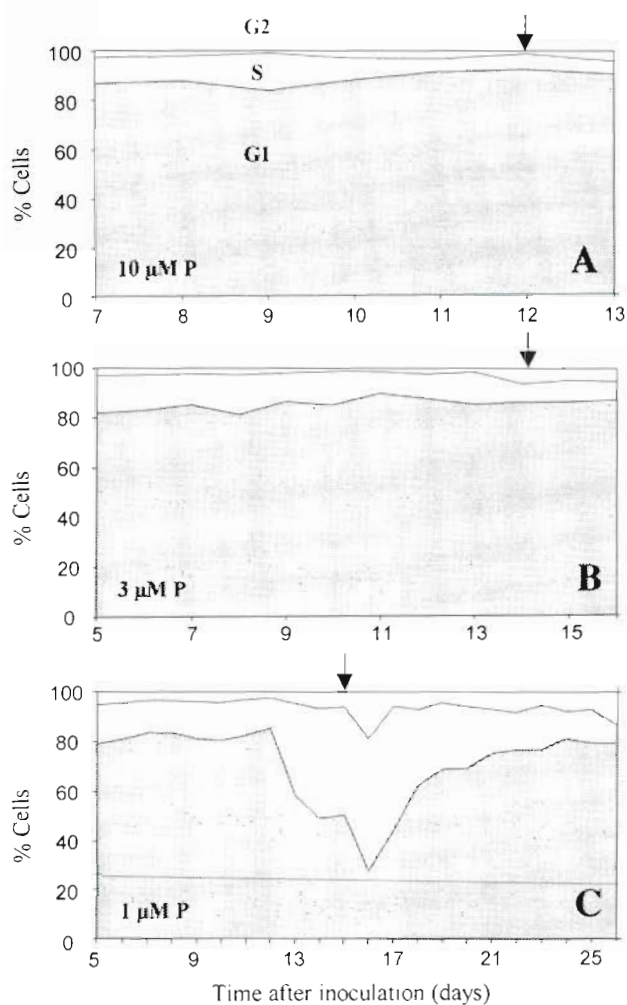 G2
100
80
60
40
20
0
% Cells
S
G1
10 µM P
A
7 8 9 10 11 12 13
100
80
60
40
20
0
% Cells
3 µM P
B
5 7 9 11 13 15
100
80
60
40
20
0
% Cells
1 µM P
C
5 9 13 17 21 25
Time after inoculation (days)